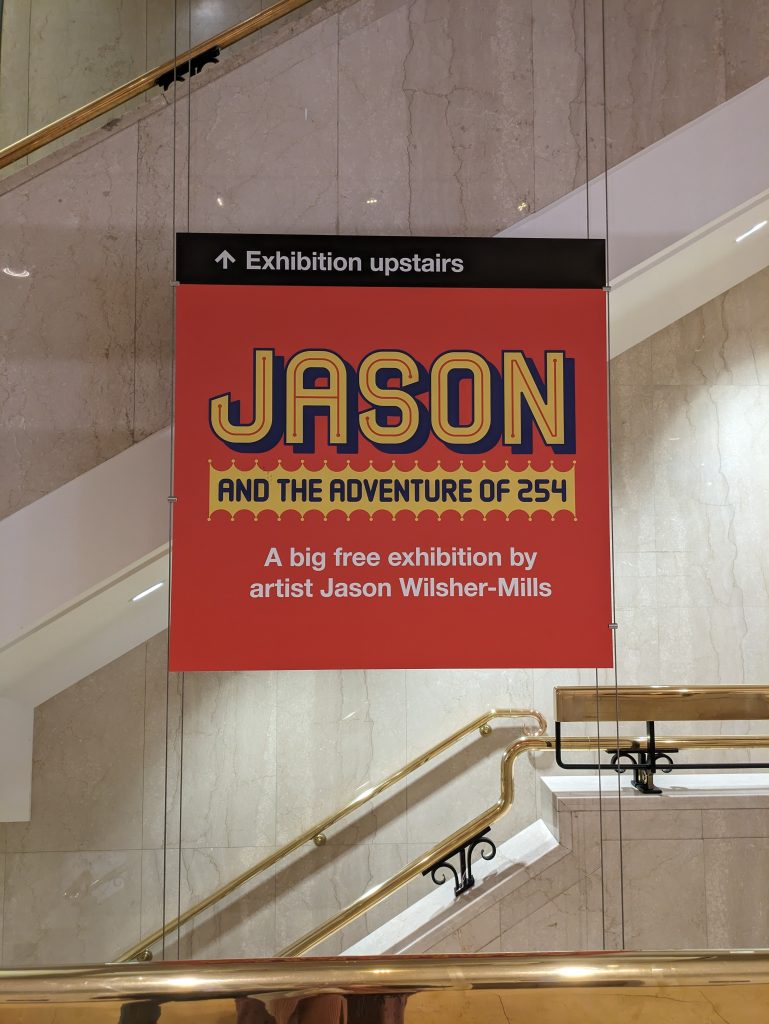 ↑ Exhibition upstairs
JASON
AND THE ADVENTURE OF 254
A big free exhibition by
artist Jason Wilsher-Mills